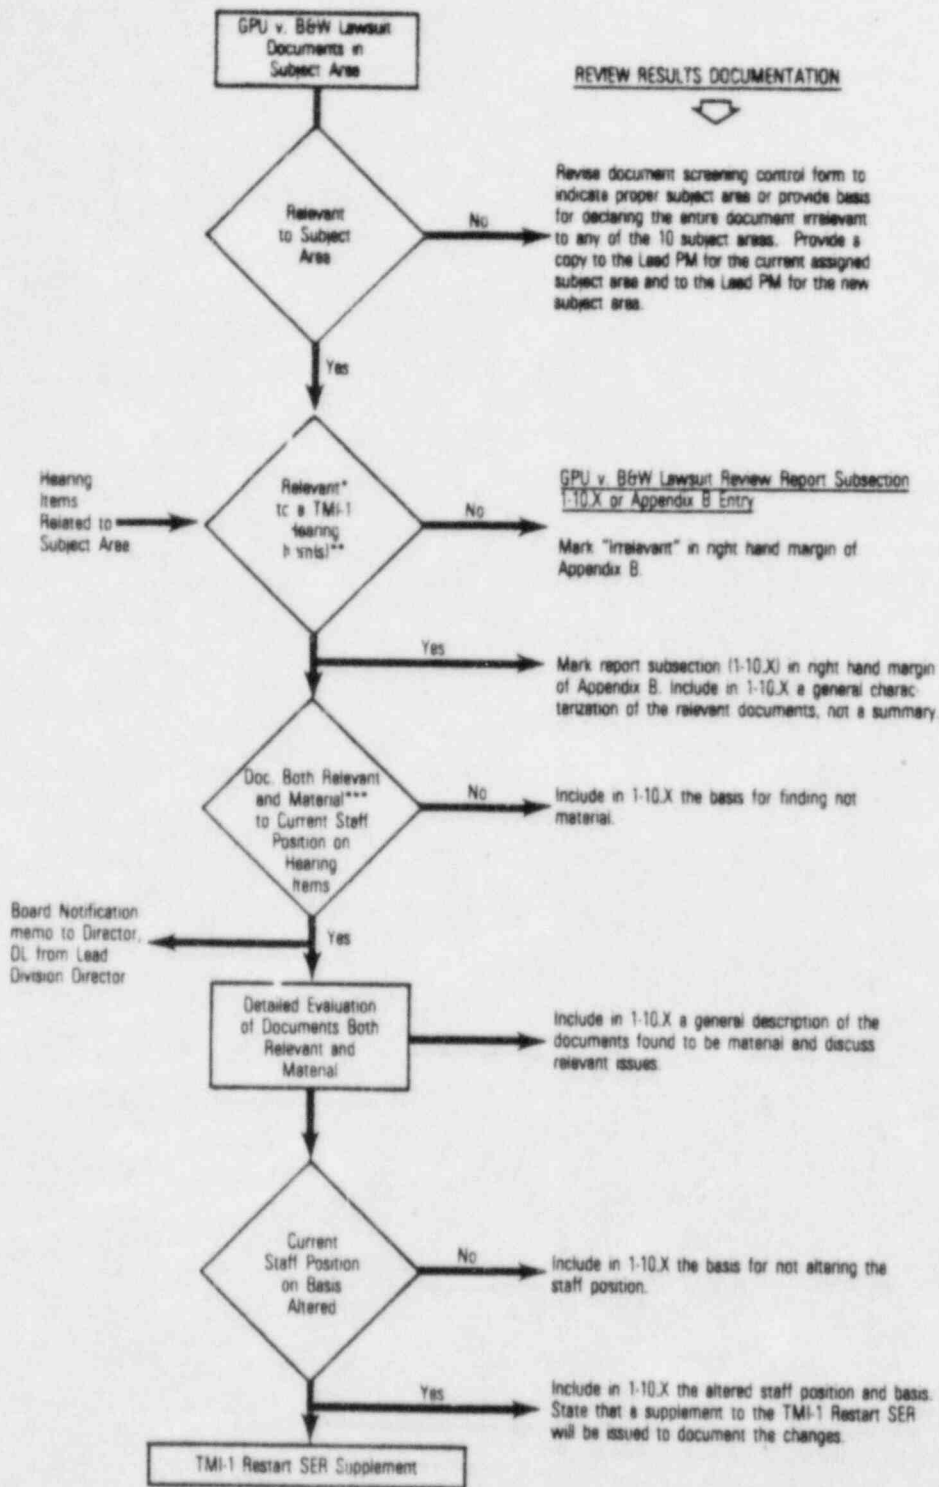 GPU v. B&W Lawsuit
Documents in
Subject Area
REVIEW RESULTS DOCUMENTATION
Relevant
to Subject
Area
No
Revise document screening control form to
indicate proper subject area or provide basis
for declaring the entire document irrelevant
to any of the 10 subject areas. Provide a
copy to the Lead PM for the current assigned
subject area and to the Lead PM for the new
subject area.
Yes
Hearing
Items
Related to
Subject Area
Relevant*
to a TMI-1
Hearing
No
GPU v. B&W Lawsuit Review Report Subsection
1-10.X or Appendix B Entry
Mark "Irrelevant" in right hand margin of
Appendix B.
Yes
Mark report subsection (1-10.X) in right hand margin
of Appendix B. Include in 1-10.X a general charac-
terization of the relevant documents, not a summary.
Doc. Both Relevant
and Material***
to Current Staff
Position on
Hearing
Items
No
Include in 1-10.X the basis for finding not
material.
Board Notification
memo to Director,
DL from Lead
Division Director
Yes
Detailed Evaluation
of Documents Both
Relevant and
Material
Include in 1-10.X a general description of the
documents found to be material and discuss
relevant issues.
Current
Staff Position
on Basis
Altered
No
Include in 1-10.X the basis for not altering the
staff position.
Yes
Include in 1-10.X the altered staff position and basis.
State that a supplement to the TMI-1 Restart SER
will be issued to document the changes.
TMI-1 Restart SER Supplement